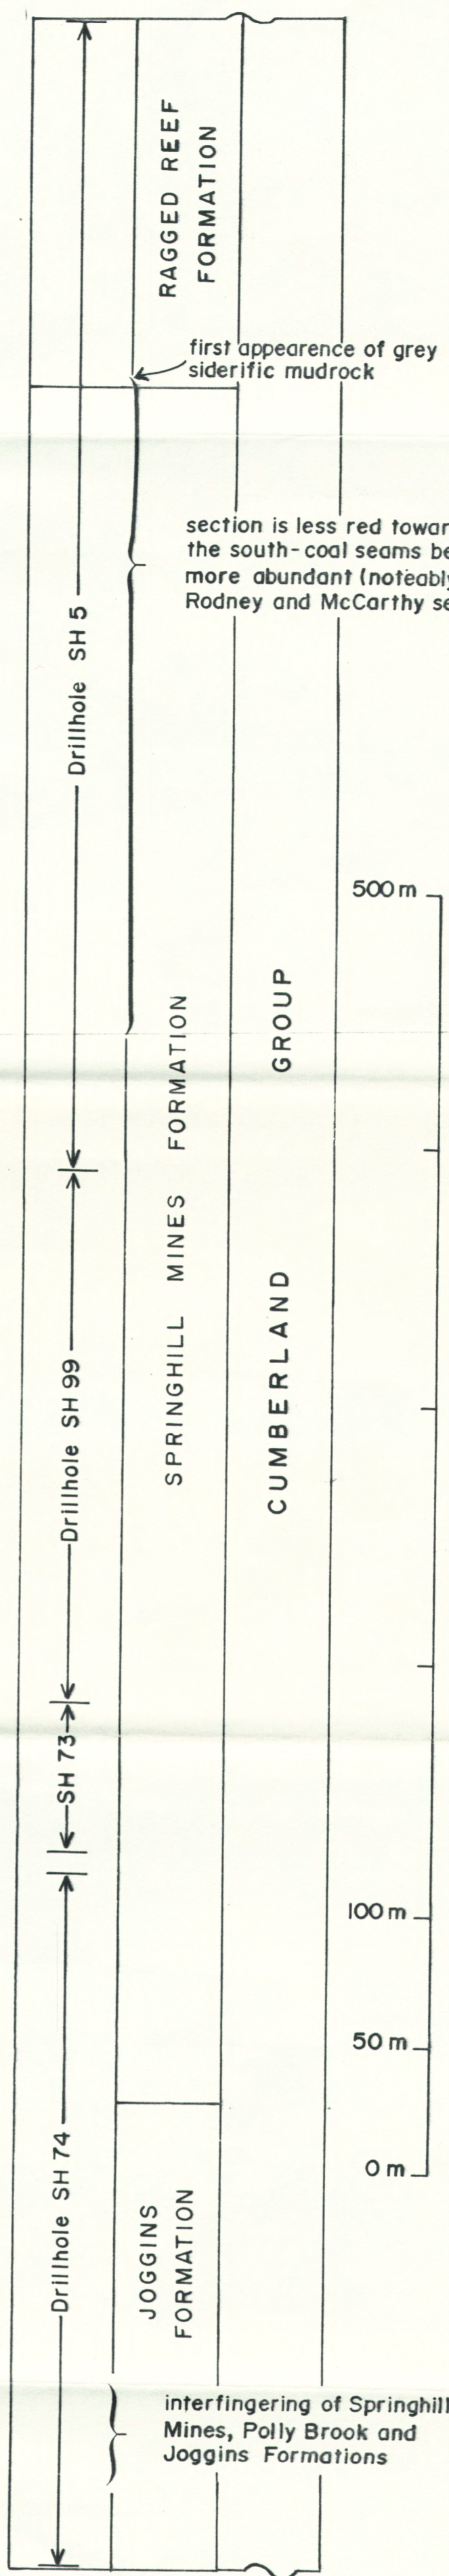 RAGGED REEF
FORMATION
first appearence of grey
siderific mudrock
section is less red towar
the south-coal seams be
more abundant (noteably
Rodney and McCarthy se
Drillhole SH 5
500 m
GROUP
SPRINGHILL MINES FORMATION
CUMBERLAND
Drillhole SH 99
SH 73
100 m
50 m
0 m
Drillhole SH 74
JOGGINS
FORMATION
interfingering of Springhill
Mines, Polly Brook and
Joggins Formations